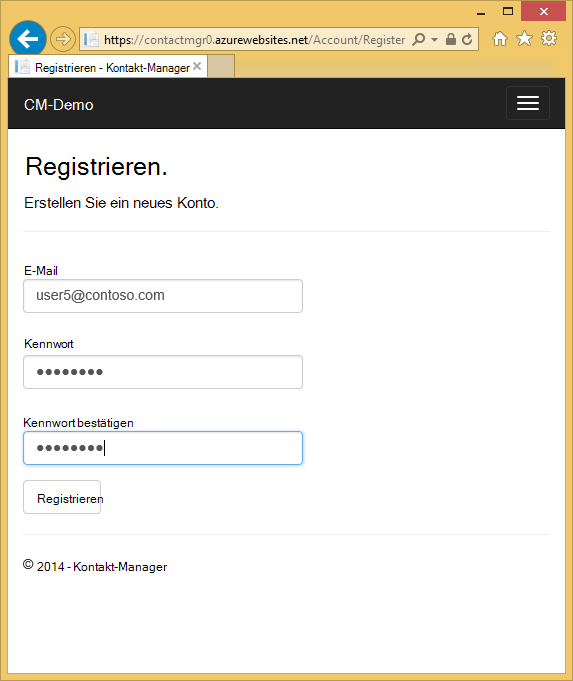 https://contactmgr0.azurewebsites.net/Account/Register
Registrieren - Kontakt-Manager
CM-Demo
Registrieren.
Erstellen Sie ein neues Konto.
E-Mail
user5@contoso.com
Kennwort
●●●●●●●●
Kennwort bestätigen
●●●●●●●●
Registrieren
© 2014 - Kontakt-Manager